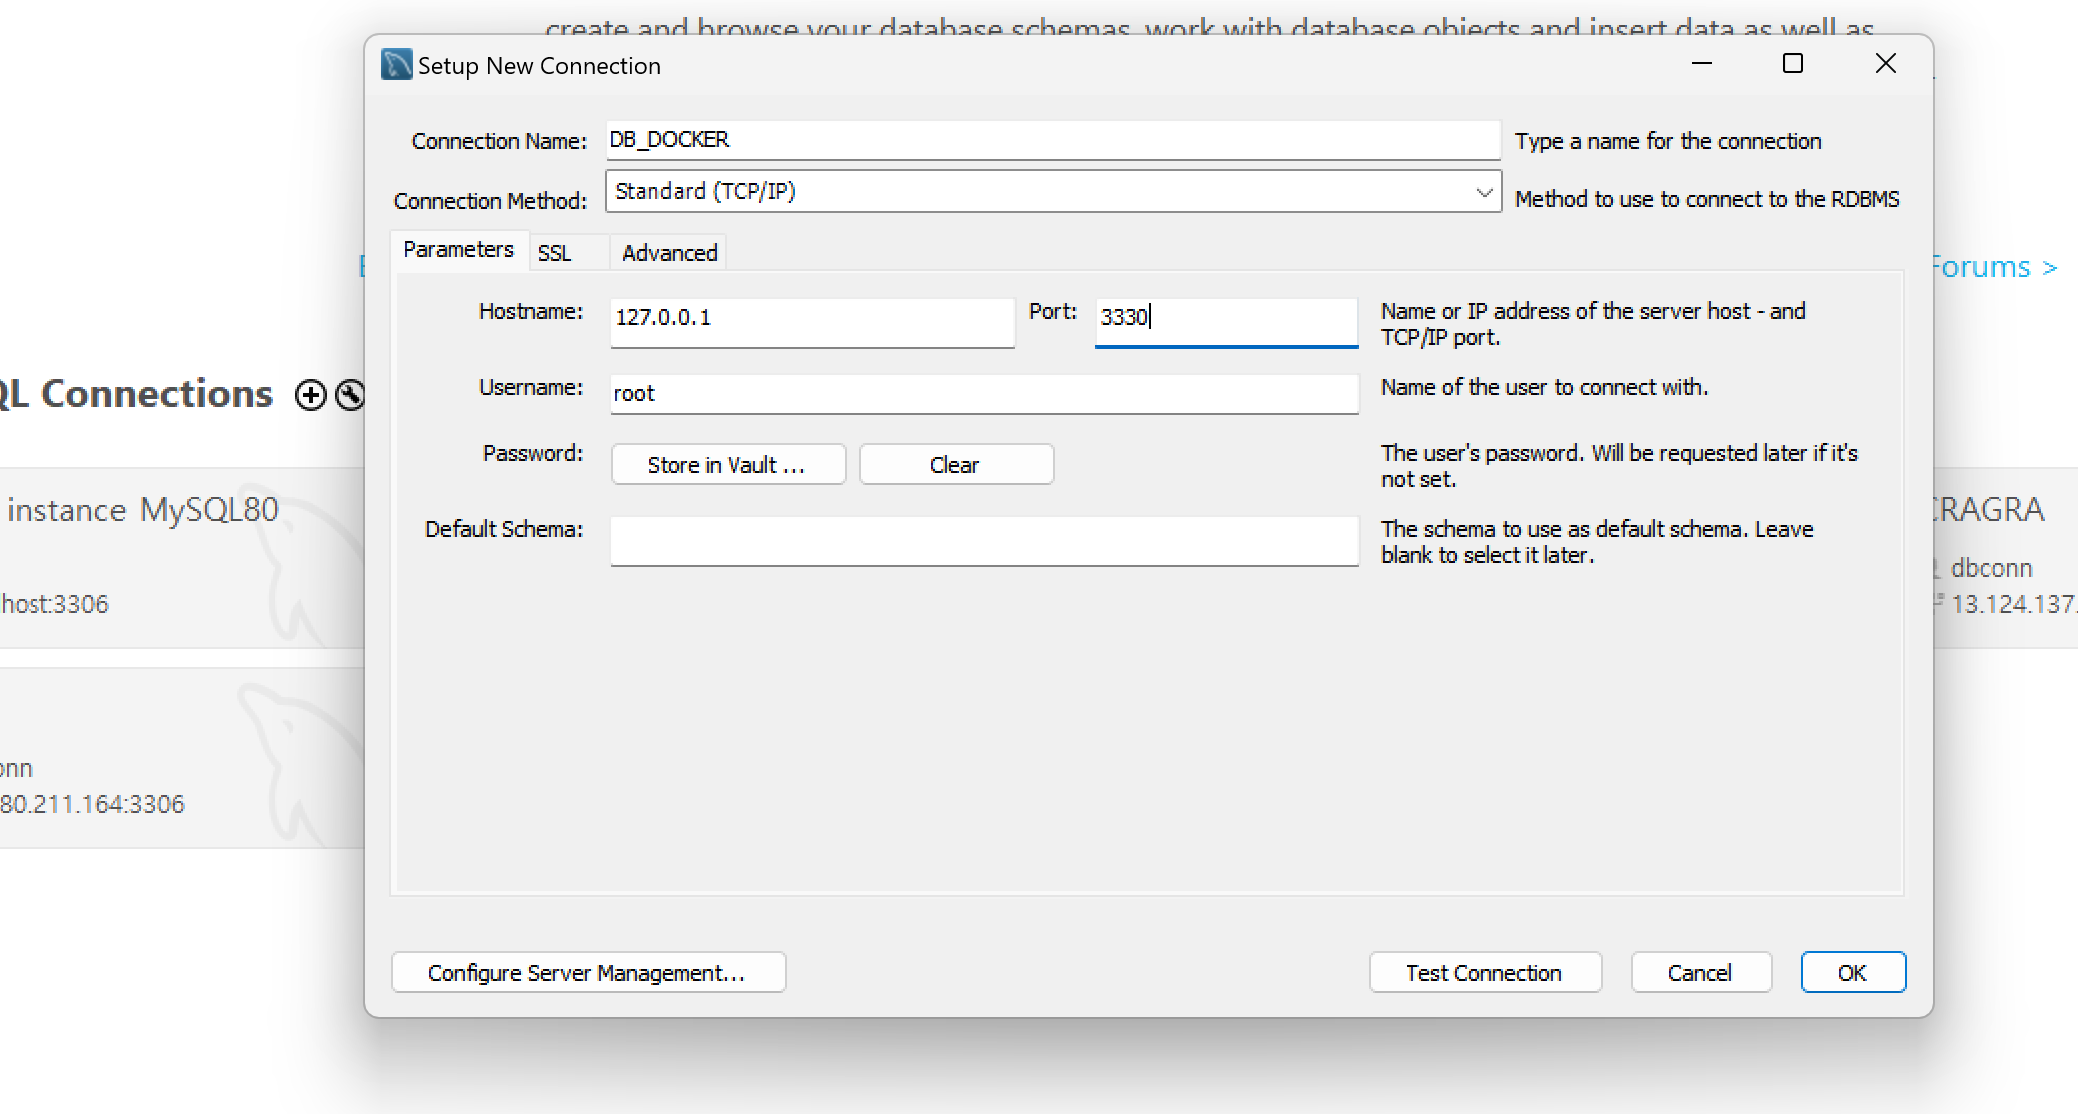 create and browse your database schemas, work with database objects and insert data as well as
Setup New Connection
Connection Name: DB_DOCKER Type a name for the connection
Connection Method: Standard (TCP/IP) Method to use to connect to the RDBMS
Parameters SSL Advanced
Forums >
Hostname: 127.0.0.1 Port: 3330 Name or IP address of the server host - and
TCP/IP port.
Username: root Name of the user to connect with.
QL Connections
Password: Store in Vault ... Clear The user's password. Will be requested later if it's
not set.
instance MySQL80
CRAGRA
Default Schema: The schema to use as default schema. Leave
blank to select it later.
dbconn
host:3306
13.124.137.
onn
80.211.164:3306
Configure Server Management... Test Connection Cancel OK